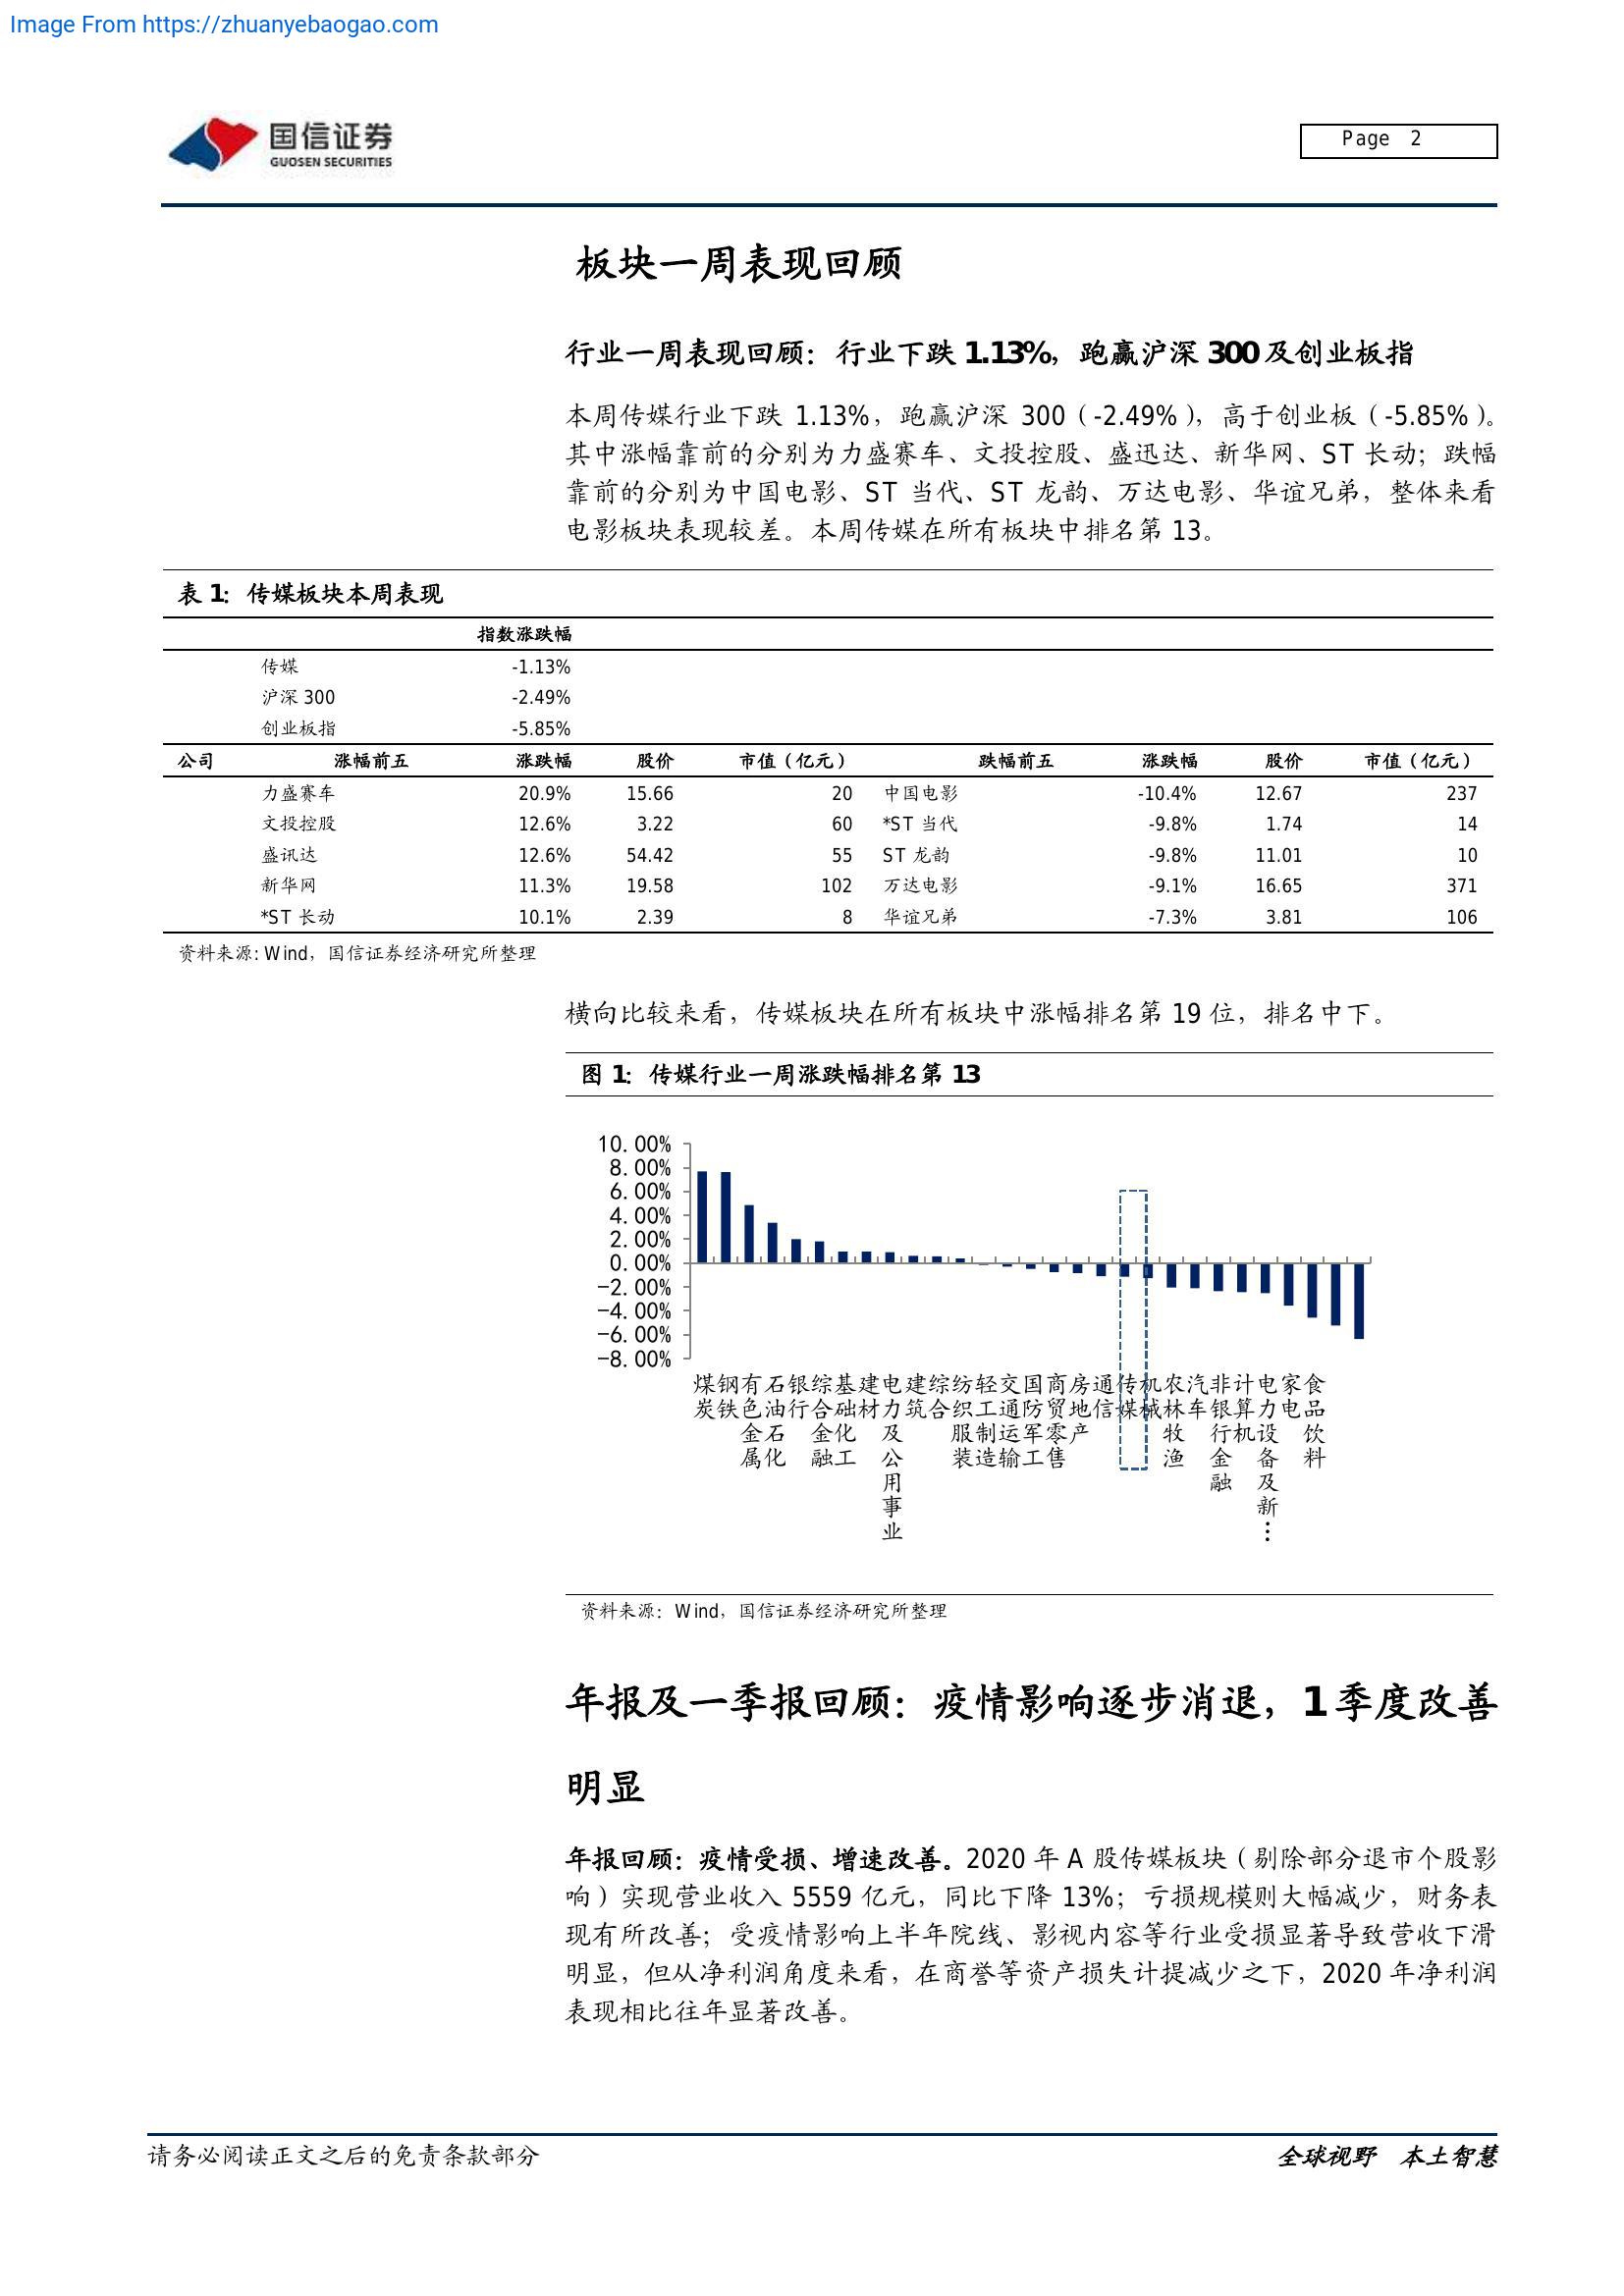 Image From https://zhuanyebaogao.com
国信证券
GUOSEN SECURITIES
Page 2
板块一周表现回顾
行业一周表现回顾：行业下跌 1.13%，跑赢沪深 300 及创业板指
本周传媒行业下跌 1.13%，跑赢沪深 300（-2.49%），高于创业板（-5.85%）。
其中涨幅靠前的分别为力盛赛车、文投控股、盛迅达、新华网、ST 长动；跌幅
靠前的分别为中国电影、ST 当代、ST 龙韵、万达电影、华谊兄弟，整体来看
电影板块表现较差。本周传媒在所有板块中排名第 13。
表 1：传媒板块本周表现
指数涨跌幅
传媒 -1.13%
沪深 300 -2.49%
创业板指 -5.85%
公司 涨幅前五 涨跌幅 股价 市值（亿元） 跌幅前五 涨跌幅 股价 市值（亿元）
力盛赛车 20.9% 15.66 20 中国电影 -10.4% 12.67 237
文投控股 12.6% 3.22 60 *ST 当代 -9.8% 1.74 14
盛讯达 12.6% 54.42 55 ST 龙韵 -9.8% 11.01 10
新华网 11.3% 19.58 102 万达电影 -9.1% 16.65 371
*ST 长动 10.1% 2.39 8 华谊兄弟 -7.3% 3.81 106
资料来源: Wind，国信证券经济研究所整理
横向比较来看，传媒板块在所有板块中涨幅排名第 19 位，排名中下。
图 1：传媒行业一周涨跌幅排名第 13
10.00%
8.00%
6.00%
4.00%
2.00%
0.00%
-2.00%
-4.00%
-6.00%
-8.00%
煤炭
钢铁
有色金属
石油石化
银行
综合金融
基础化工
建材
电力及公用事业
建筑
综合
纺织服装
轻工制造
交通运输
国防军工
商贸零售
房地产
通信
传媒
机械
农林牧渔
汽车
非银行金融
计算机
电力设备及新…
家电
食品饮料
资料来源：Wind，国信证券经济研究所整理
年报及一季报回顾：疫情影响逐步消退，1 季度改善
明显
年报回顾：疫情受损、增速改善。2020 年 A 股传媒板块（剔除部分退市个股影
响）实现营业收入 5559 亿元，同比下降 13%；亏损规模则大幅减少，财务表
现有所改善；受疫情影响上半年院线、影视内容等行业受损显著导致营收下滑
明显，但从净利润角度来看，在商誉等资产损失计提减少之下，2020 年净利润
表现相比往年显著改善。
请务必阅读正文之后的免责条款部分
全球视野 本土智慧